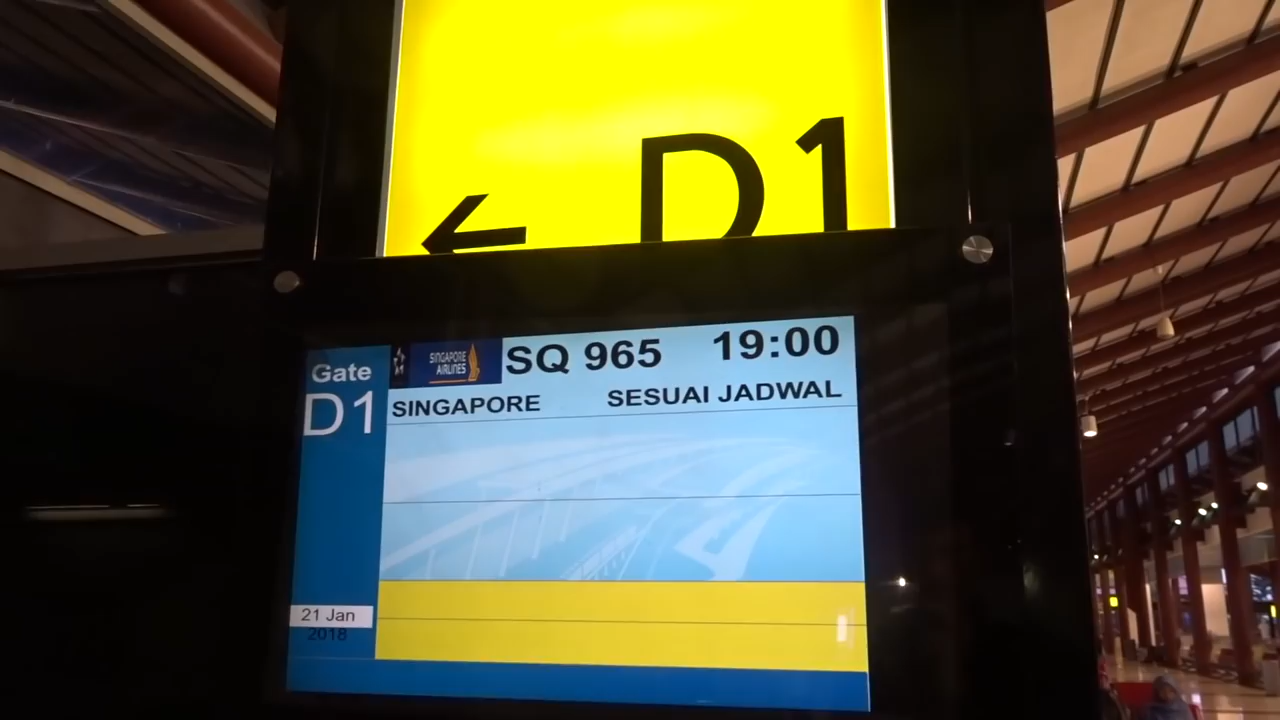 ← D1
Gate
D1
SINGAPORE
AIRLINES
SQ 965 19:00
SINGAPORE SESUAI JADWAL
21 Jan
2018